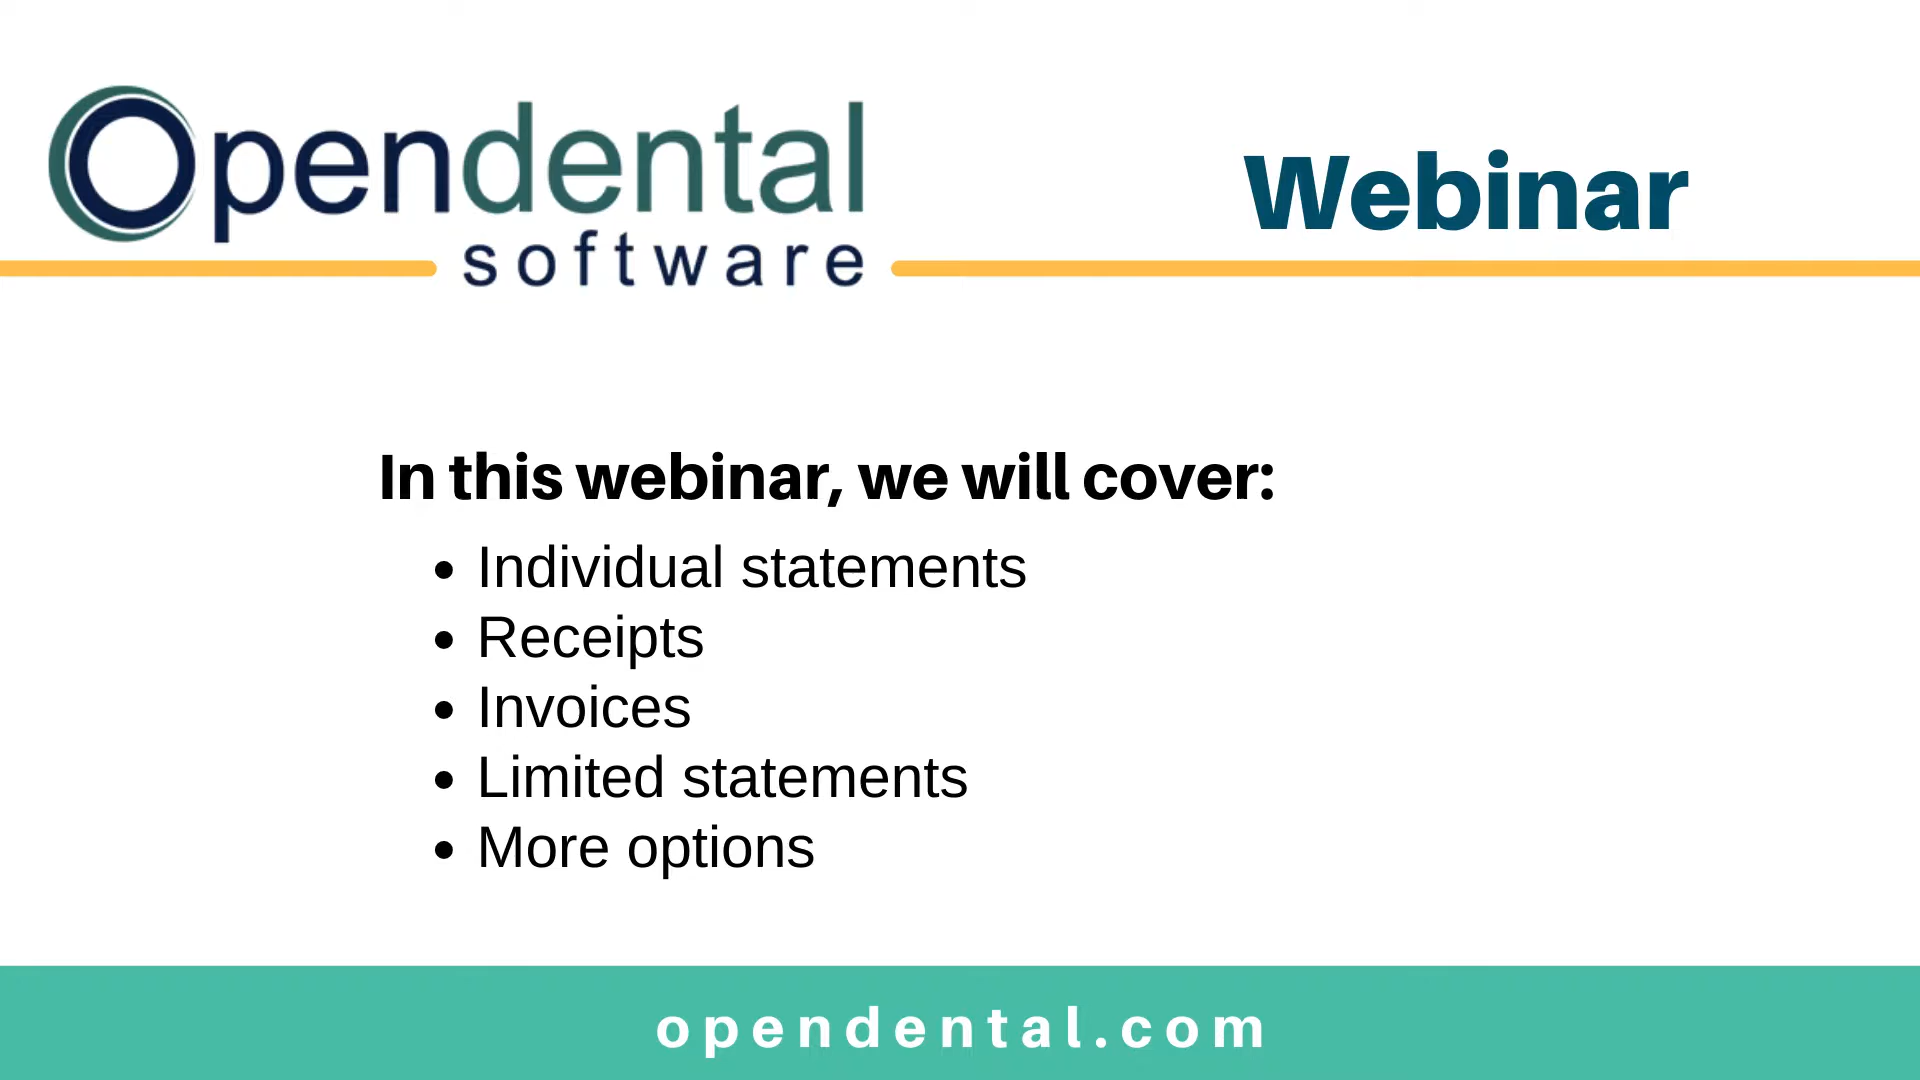 Opendental
software
Webinar
In this webinar, we will cover:
• Individual statements
• Receipts
• Invoices
• Limited statements
• More options
opendental.com